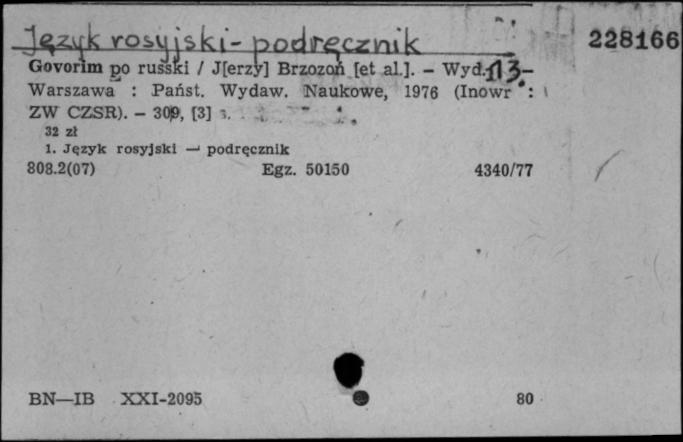 Język rosyjski - podręcznik
228166
Govorim po russki / J[erzy] Brzozoń [et al.]. – Wyd. 13 –
Warszawa : Państ. Wydaw. Naukowe, 1976 (Inowr :
ZW CZSR). – 309, [3] s.
32 zł
1. Język rosyjski — podręcznik
808.2(07) Egz. 50150 4340/77
BN—IB XXI-2095 80